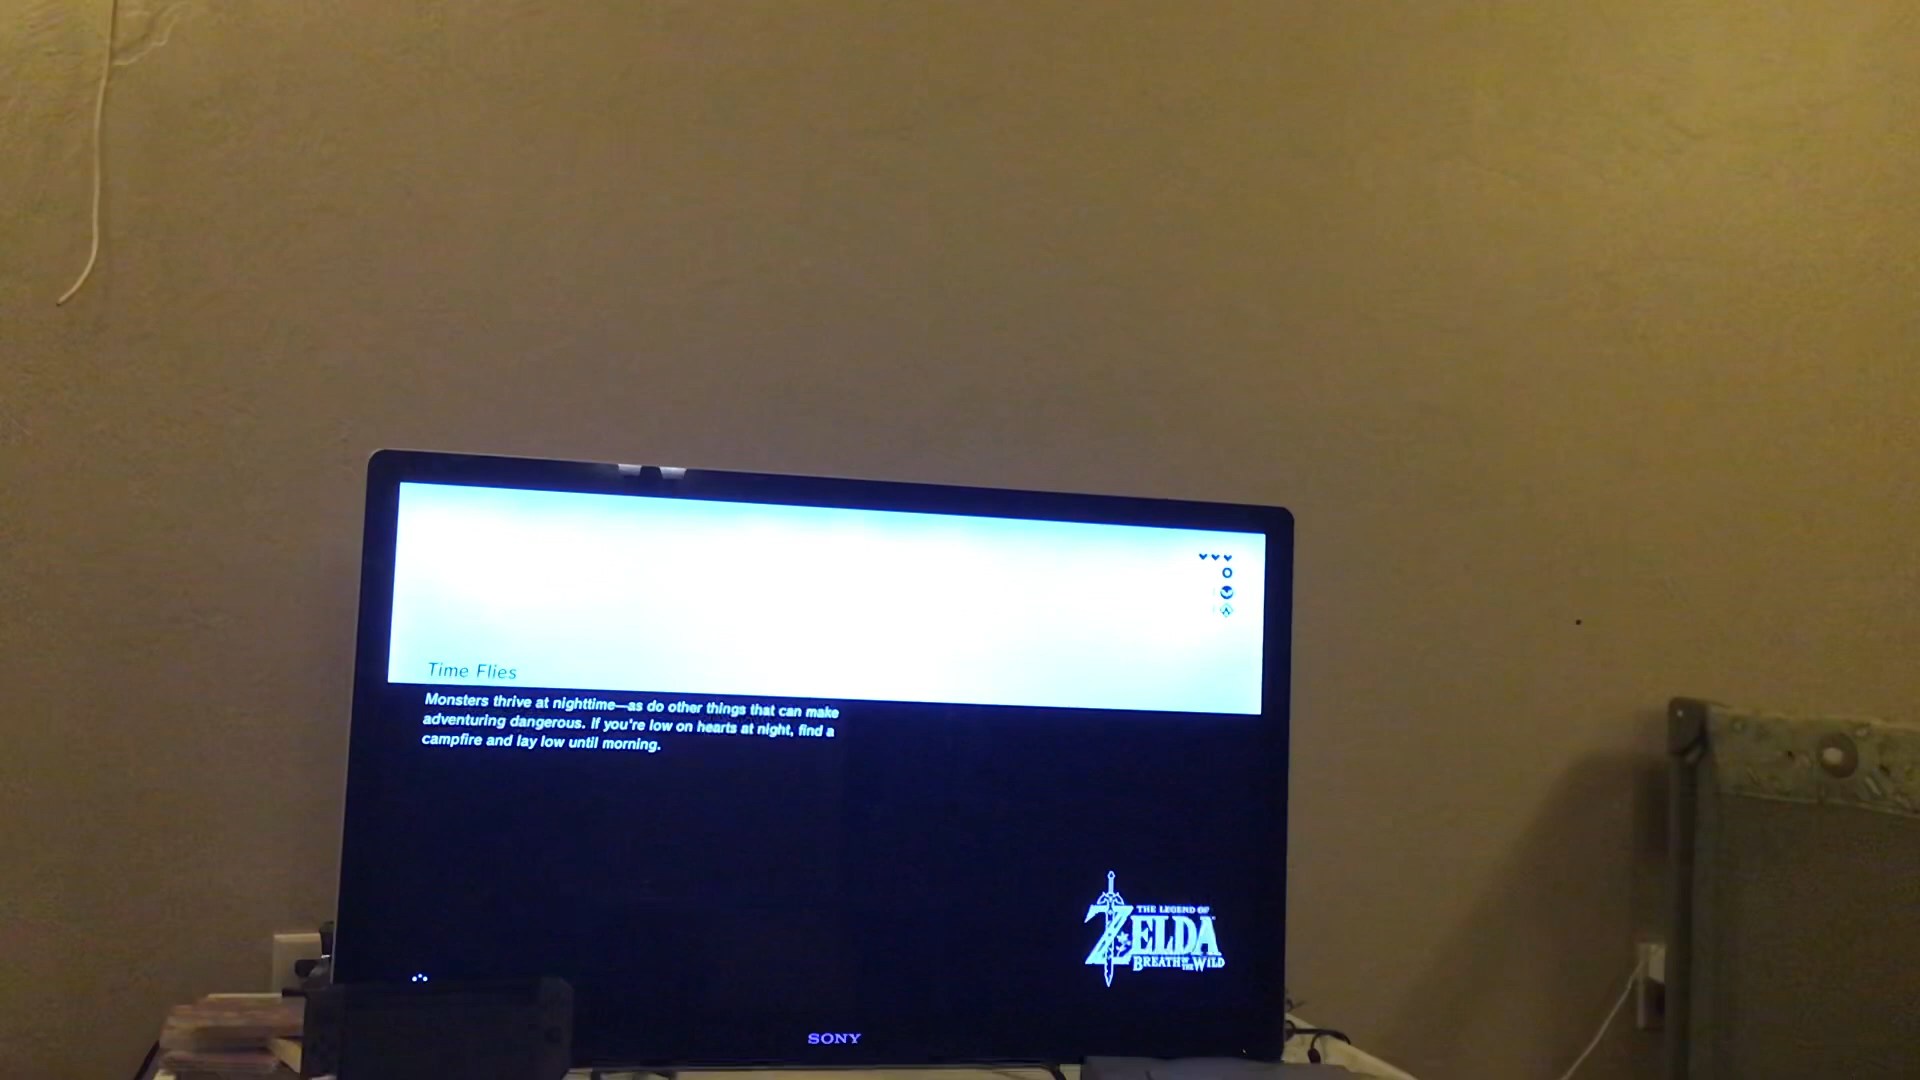 Time Flies
Monsters thrive at nighttime—as do other things that can make
adventuring dangerous. If you're low on hearts at night, find a
campfire and lay low until morning.
THE LEGEND OF
ZELDA
BREATH OF THE WILD
SONY